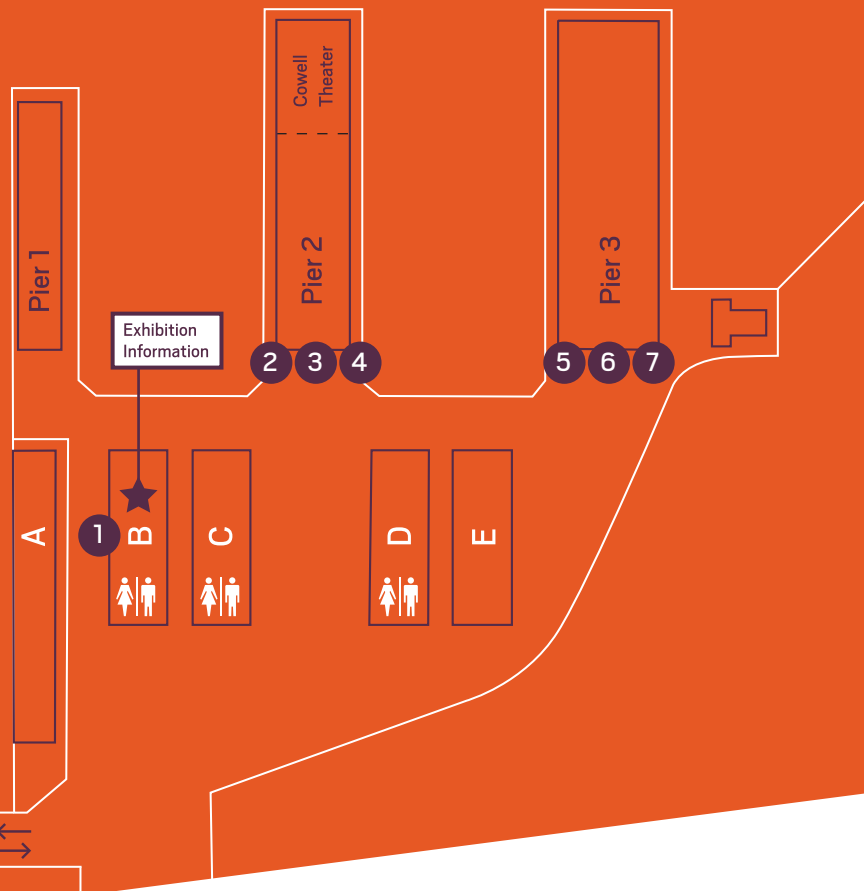 Cowell
Theater
Pier 1
Pier 2
Pier 3
Exhibition
Information
2 3 4
5 6 7
A
1
B
C
D
E